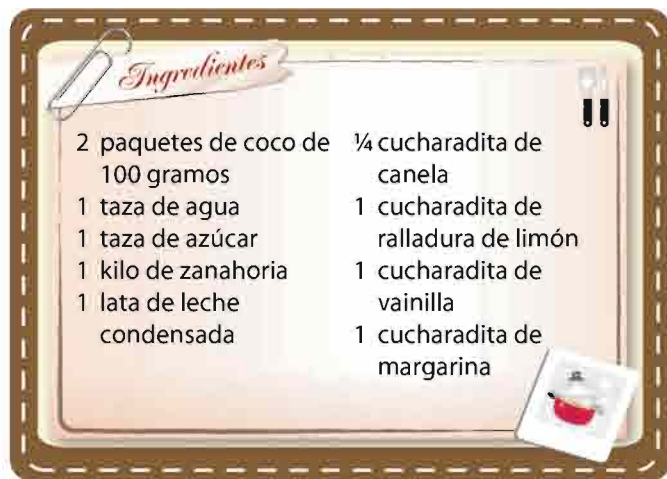 Ingredientes
2 paquetes de coco de
100 gramos
1 taza de agua
1 taza de azúcar
1 kilo de zanahoria
1 lata de leche
condensada
¼ cucharadita de
canela
1 cucharadita de
ralladura de limón
1 cucharadita de
vainilla
1 cucharadita de
margarina